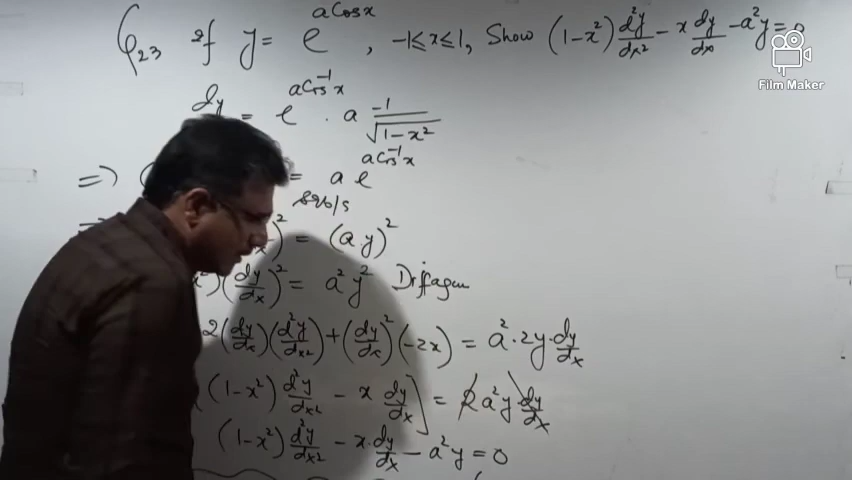 Q23 If y = e^(a Cos x), -1≤x≤1, Show (1-x²) d²y/dx² - x dy/dx - a²y = 0
Film Maker
dy = e^(a Cos⁻¹x) · a -1/√(1-x²)
=> ( = a e^(a Cos⁻¹x)
sqb/s
)² = (a·y)²
x²)(dy/dx)² = a²y² Diffagen
2(dy/dx)(d²y/dx²) + (dy/dx)²(-2x) = a²·2y·dy/dx
((1-x²) d²y/dx² - x dy/dx] = 2a²y·dy/dx
(1-x²) d²y/dx² - x·dy/dx - a²y = 0